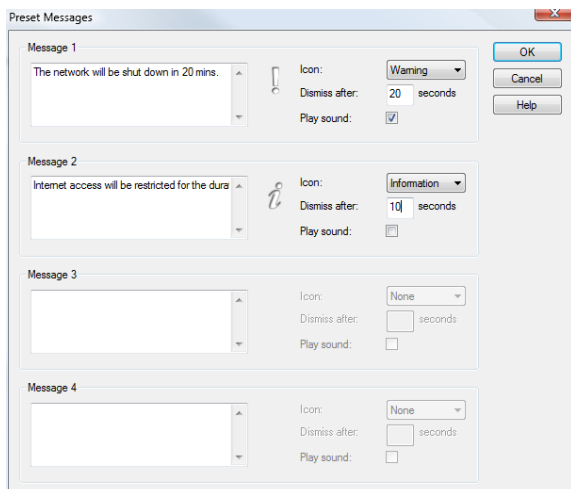 Preset Messages
Message 1
The network will be shut down in 20 mins.
Icon: Warning
Dismiss after: 20 seconds
Play sound:
OK
Cancel
Help
Message 2
Internet access will be restricted for the dura
Icon: Information
Dismiss after: 10 seconds
Play sound:
Message 3
Icon: None
Dismiss after: seconds
Play sound:
Message 4
Icon: None
Dismiss after: seconds
Play sound: